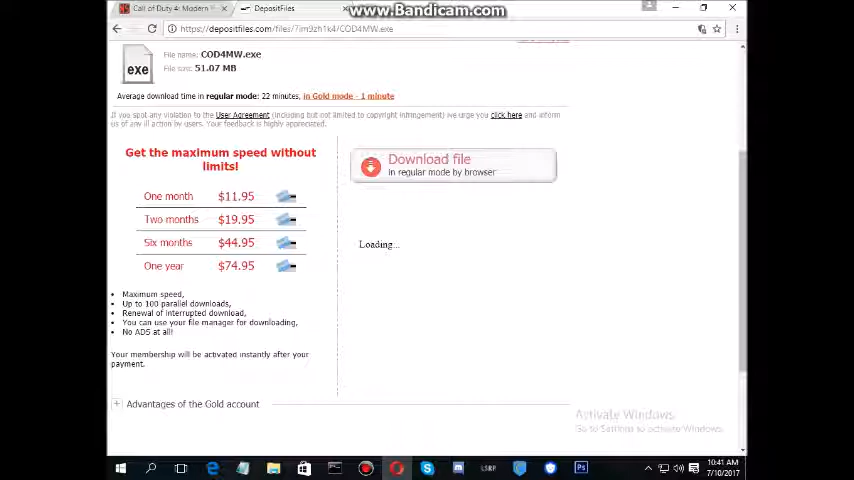 www.Bandicam.com
Call of Duty 4: Modern
DepositFiles
https://depositfiles.com/files/7im9zh1k4/COD4MW.exe
File name: COD4MW.exe
File size: 51.07 MB
exe
Average download time in regular mode: 22 minutes, in Gold mode - 1 minute
If you spot any violation to the User Agreement (including but not limited to copyright infringement) we urge you click here and inform
us of any ill action by users. Your feedback is highly appreciated.
Get the maximum speed without
limits!
One month $11.95
Two months $19.95
Six months $44.95
One year $74.95
Download file
in regular mode by browser
Loading...
Maximum speed,
Up to 100 parallel downloads,
Renewal of interrupted download,
You can use your file manager for downloading,
No ADS at all!
Your membership will be activated instantly after your
payment.
Advantages of the Gold account
Activate Windows
Go to Settings to activate Windows.
LSRP
Ps
10:41 AM
7/10/2017